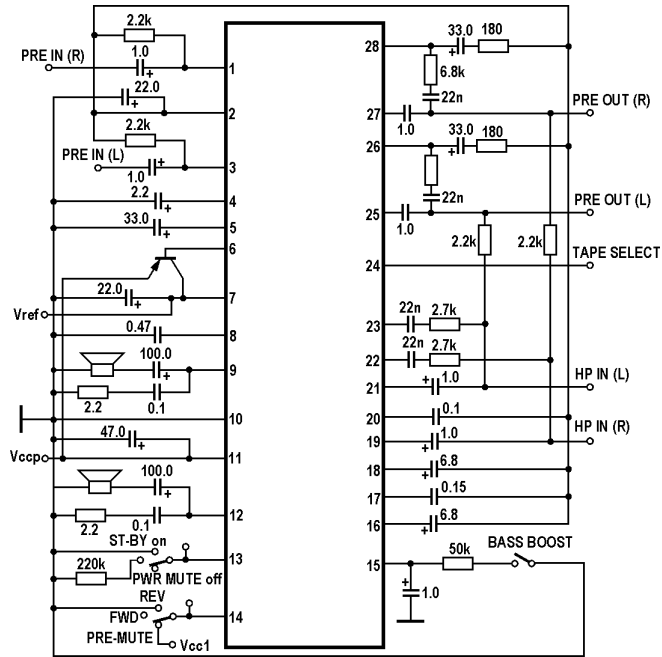 2.2k
PRE IN (R)
1.0
+
1
22.0
+
2
2.2k
PRE IN (L)
1.0
+
3
2.2
+
4
33.0
+
5
6
22.0
+
7
Vref
0.47
8
100.0
+
9
2.2
0.1
10
47.0
+
Vccp
11
100.0
+
2.2
0.1
12
ST-BY on
220k
13
PWR MUTE off
REV
FWD
14
PRE-MUTE
Vcc1
28
33.0
180
+
6.8k
22n
27
1.0
PRE OUT (R)
26
33.0
180
+
22n
25
1.0
PRE OUT (L)
2.2k
2.2k
24
TAPE SELECT
22n
2.7k
23
22n
2.7k
22
+
1.0
21
HP IN (L)
20
0.1
19
+
1.0
HP IN (R)
18
+
6.8
17
0.15
16
+
6.8
15
50k
BASS BOOST
+
1.0